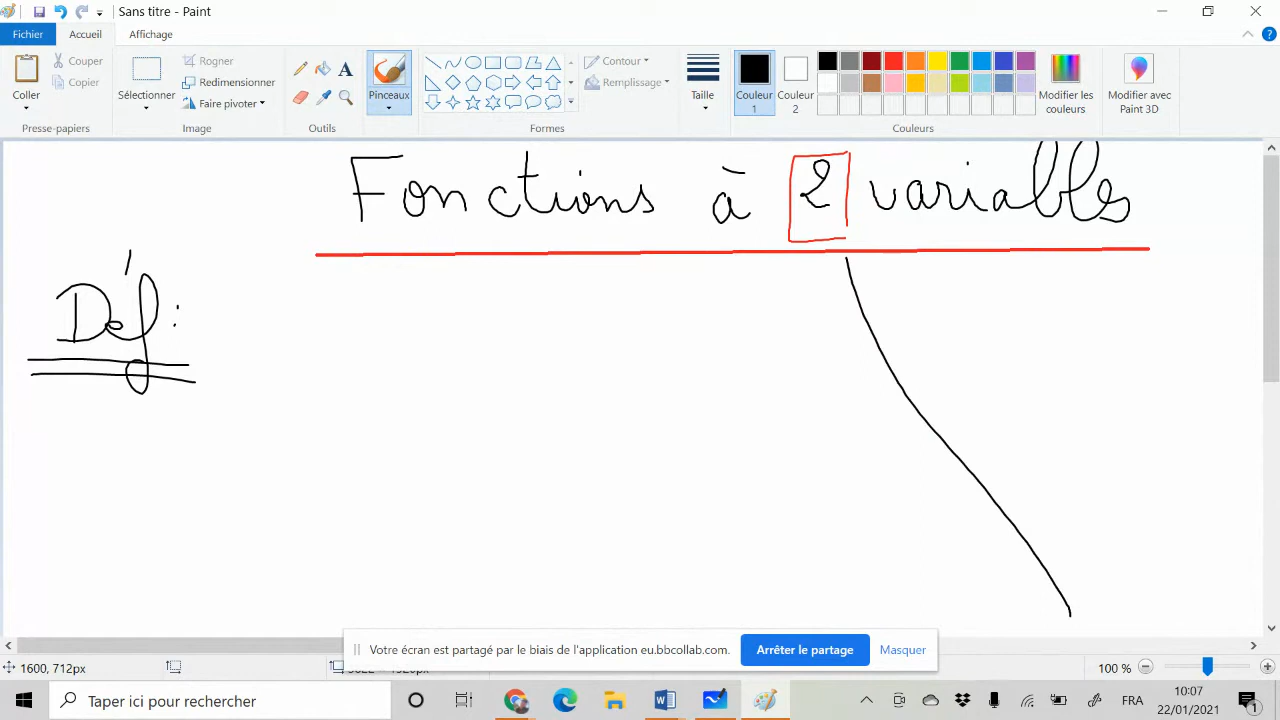 Sans titre - Paint
Fichier Accueil Affichage
Coller
Couper
Copier
Presse-papiers
Sélectionner
Rogner
Redimensionner
Faire pivoter
Image
Outils
Pinceaux
Contour
Remplissage
Formes
Taille
Couleur 1
Couleur 2
Couleurs
Modifier les couleurs
Modifier avec Paint 3D
Fonctions à 2 variables
Déf :
Votre écran est partagé par le biais de l'application eu.bbcollab.com. Arrêter le partage Masquer
1600, 712px
100 %
Taper ici pour rechercher
FRA
10:07
22/01/2021